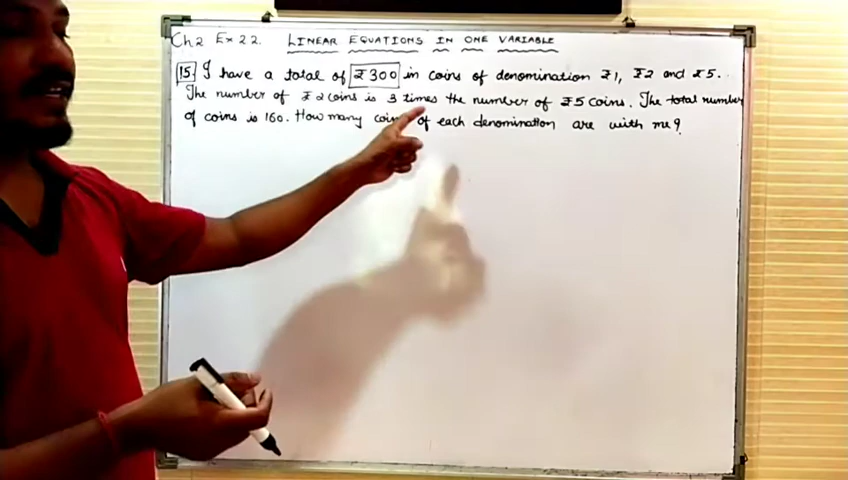 Ch.2 Ex 2.2. LINEAR EQUATIONS IN ONE VARIABLE
15. I have a total of ₹300 in coins of denomination ₹1, ₹2 and ₹5.
The number of ₹2 coins is 3 times the number of ₹5 coins. The total number
of coins is 160. How many coin of each denomination are with me?